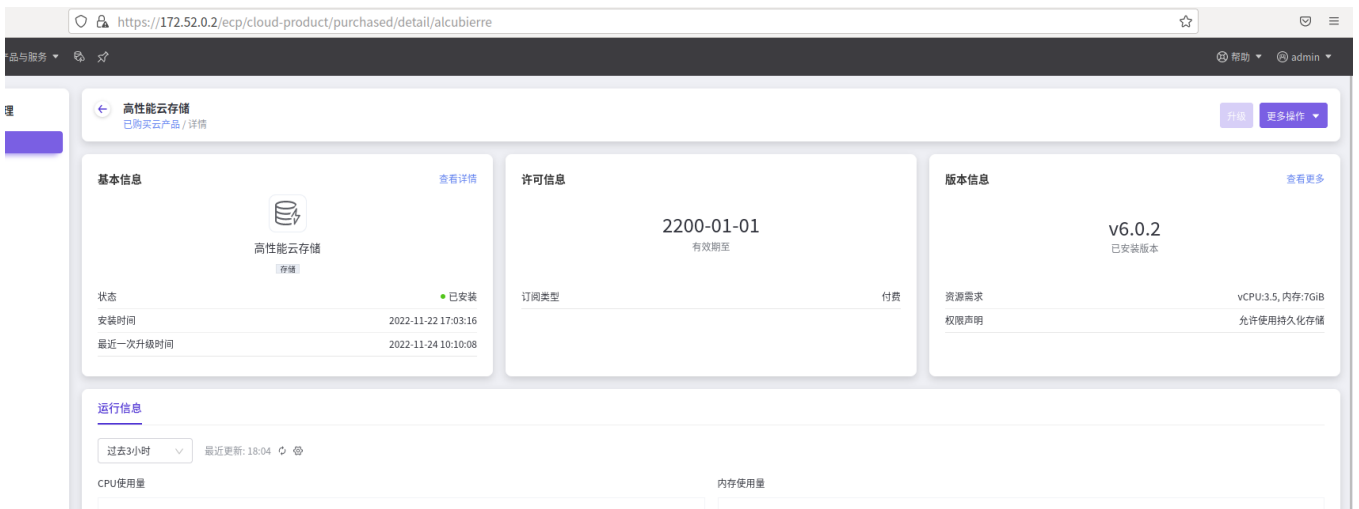 https://172.52.0.2/ecp/cloud-product/purchased/detail/alcubierre
品与服务
帮助
admin
理
高性能云存储
已购买云产品 / 详情
升级
更多操作
基本信息
查看详情
高性能云存储
存储
状态
已安装
安装时间
2022-11-22 17:03:16
最近一次升级时间
2022-11-24 10:10:08
许可信息
2200-01-01
有效期至
订阅类型
付费
版本信息
查看更多
v6.0.2
已安装版本
资源需求
vCPU:3.5, 内存:7GiB
权限声明
允许使用持久化存储
运行信息
过去3小时
最近更新: 18:04
CPU使用量
内存使用量